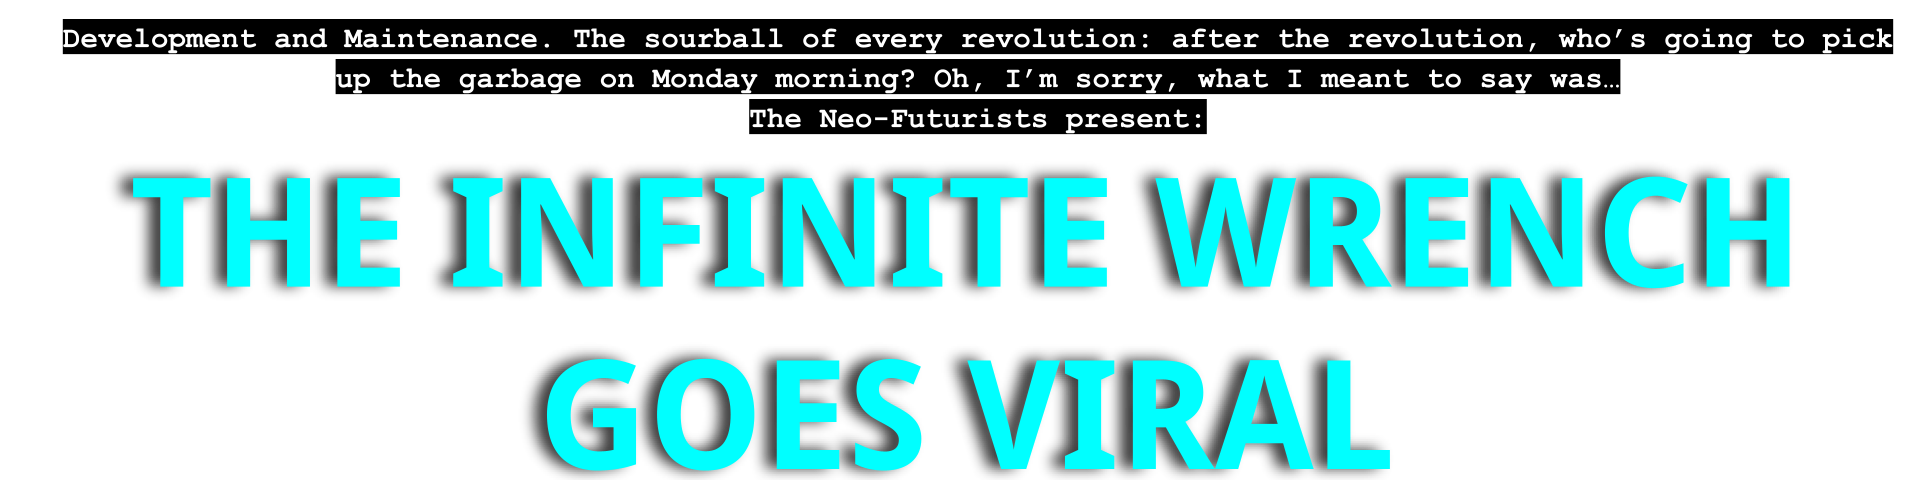 Development and Maintenance. The sourball of every revolution: after the revolution, who’s going to pick
up the garbage on Monday morning? Oh, I’m sorry, what I meant to say was…
The Neo-Futurists present:
THE INFINITE WRENCH
GOES VIRAL